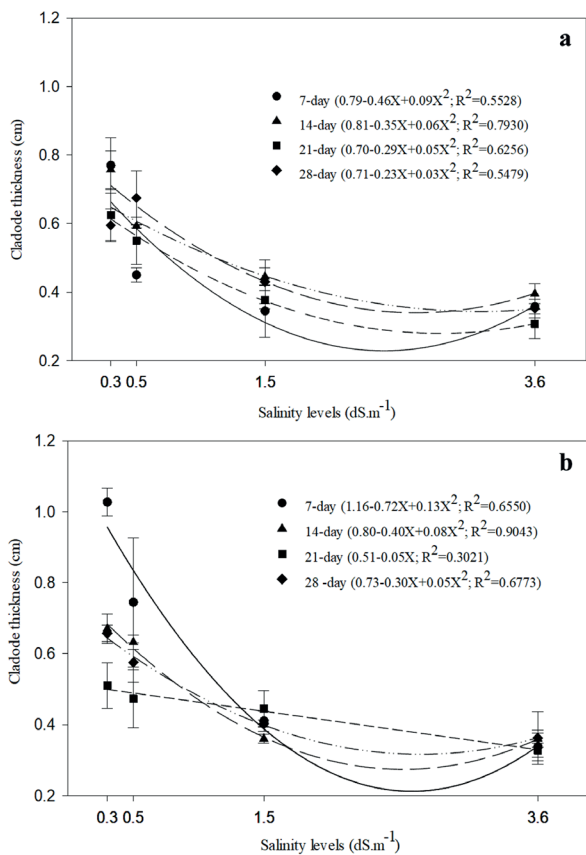 a
1.2
1.0
0.8
0.6
0.4
0.2
Cladode thickness (cm)
7-day (0.79-0.46X+0.09X²; R²=0.5528)
14-day (0.81-0.35X+0.06X²; R²=0.7930)
21-day (0.70-0.29X+0.05X²; R²=0.6256)
28-day (0.71-0.23X+0.03X²; R²=0.5479)
0.3 0.5 1.5 3.6
Salinity levels (dS.m⁻¹)
b
1.2
1.0
0.8
0.6
0.4
0.2
Cladode thickness (cm)
7-day (1.16-0.72X+0.13X²; R²=0.6550)
14-day (0.80-0.40X+0.08X²; R²=0.9043)
21-day (0.51-0.05X; R²=0.3021)
28 -day (0.73-0.30X+0.05X²; R²=0.6773)
0.3 0.5 1.5 3.6
Salinity levels (dS.m⁻¹)